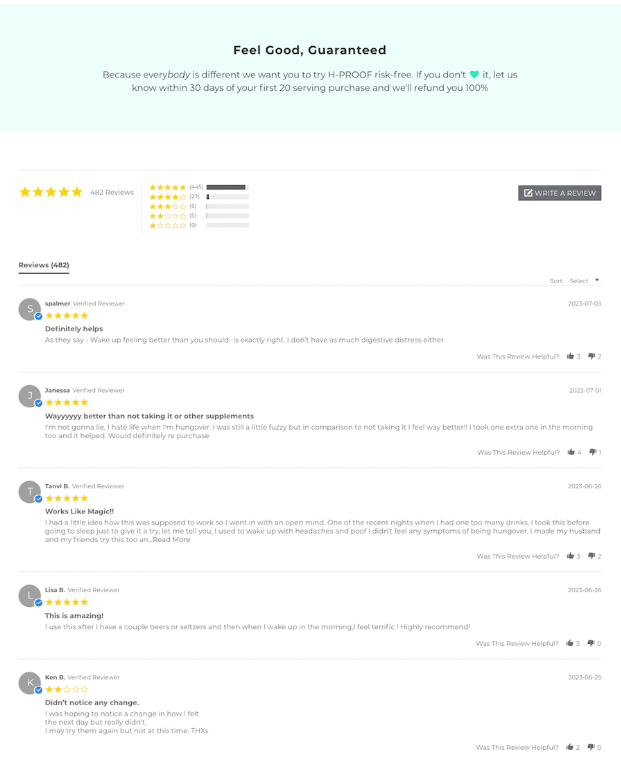 Feel Good, Guaranteed
Because everybody is different we want you to try H-PROOF risk-free. If you don't it, let us
know within 30 days of your first 20 serving purchase and we'll refund you 100%
482 Reviews
(445)
(27)
(5)
(5)
(0)
WRITE A REVIEW
Reviews (482)
Sort: Select
S spalmer Verified Reviewer 2023-07-03
Definitely helps
As they say - Wake up feeling better than you should- is exactly right. I don't have as much digestive distress either.
Was This Review Helpful? 3 2
J Janessa Verified Reviewer 2023-07-01
Wayyyyyy better than not taking it or other supplements
I'm not gonna lie, I hate life when I'm hungover. I was still a little fuzzy but in comparison to not taking it I feel way better!! I took one extra one in the morning
too and it helped. Would definitely re purchase.
Was This Review Helpful? 4 1
T Tanvi B. Verified Reviewer 2023-06-26
Works Like Magic!!
I had a little idea how this was supposed to work so I went in with an open mind. One of the recent nights when I had one too many drinks, I took this before
going to sleep just to give it a try, let me tell you, I used to wake up with headaches and poof I didn't feel any symptoms of being hungover. I made my husband
and my friends try this too an...Read More
Was This Review Helpful? 3 2
L Lisa B. Verified Reviewer 2023-06-26
This is amazing!
I use this after I have a couple beers or seltzers and then when I wake up in the morning,I feel terrific ! Highly recommend!
Was This Review Helpful? 3 0
K Ken B. Verified Reviewer 2023-06-25
Didn't notice any change.
I was hoping to notice a change in how I felt
the next day but really didn't.
I may try them again but not at this time. THXs
Was This Review Helpful? 2 0